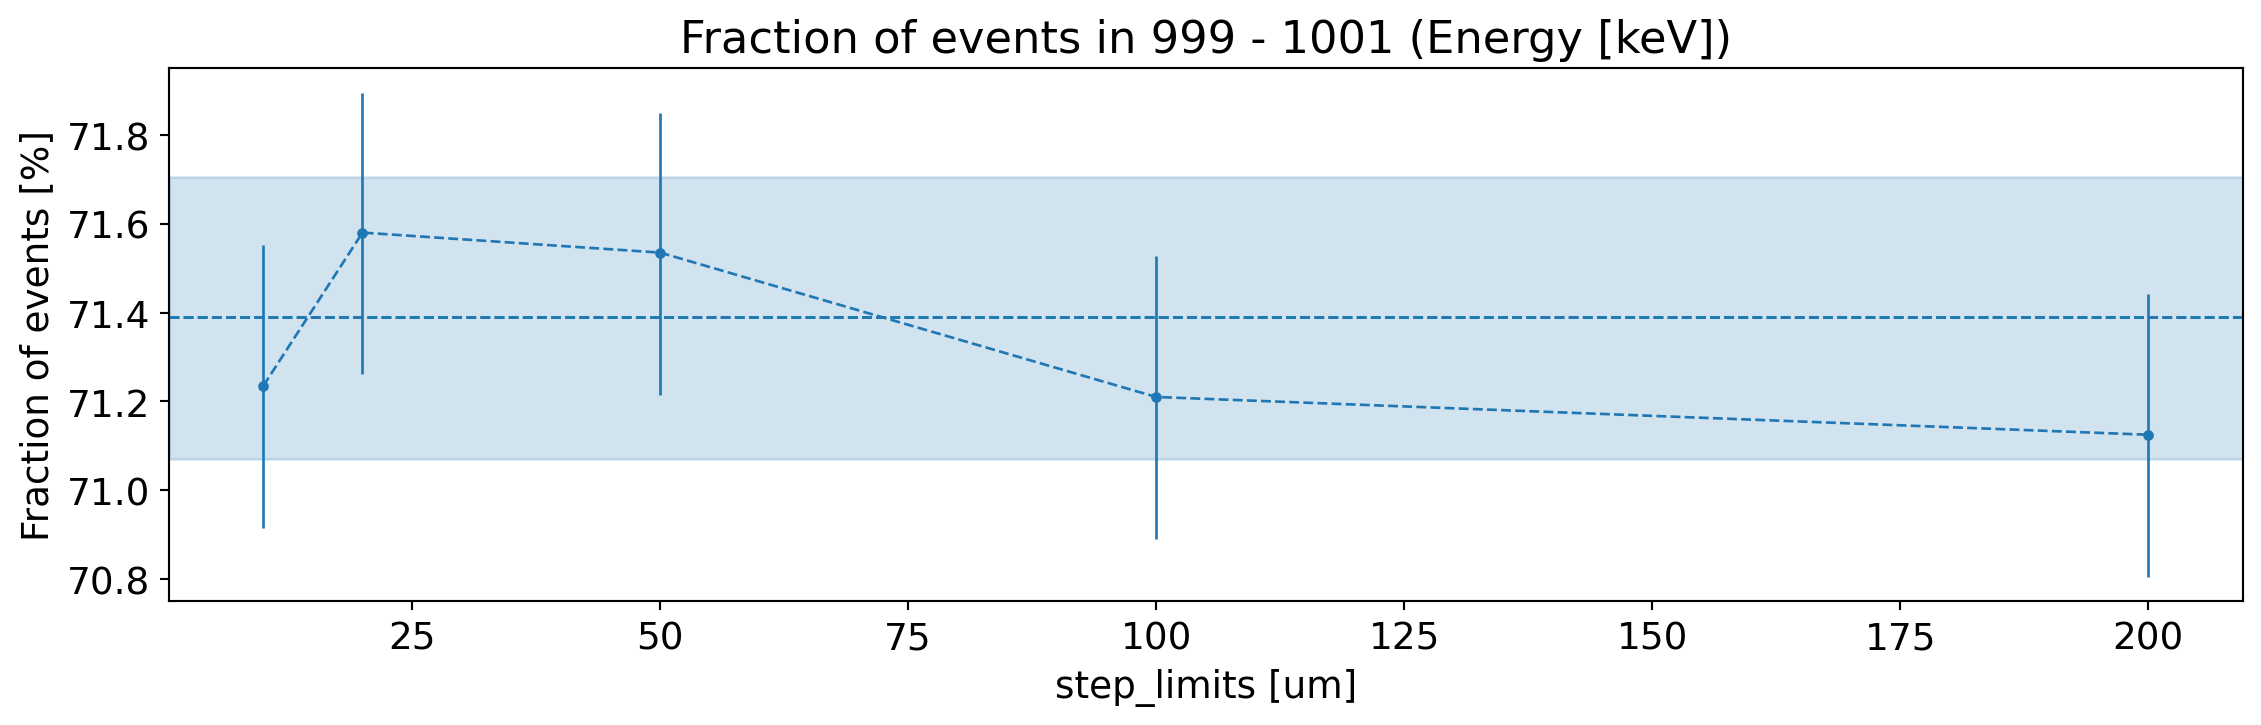 Fraction of events in 999 - 1001 (Energy [keV])
Fraction of events [%]
71.8
71.6
71.4
71.2
71.0
70.8
25 50 75 100 125 150 175 200
step_limits [um]